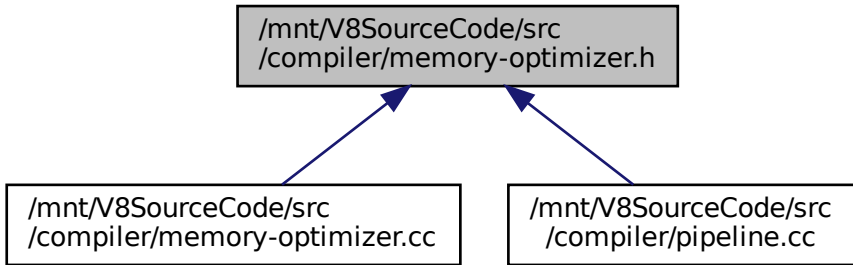 /mnt/V8SourceCode/src
/compiler/memory-optimizer.h
/mnt/V8SourceCode/src
/compiler/memory-optimizer.cc
/mnt/V8SourceCode/src
/compiler/pipeline.cc